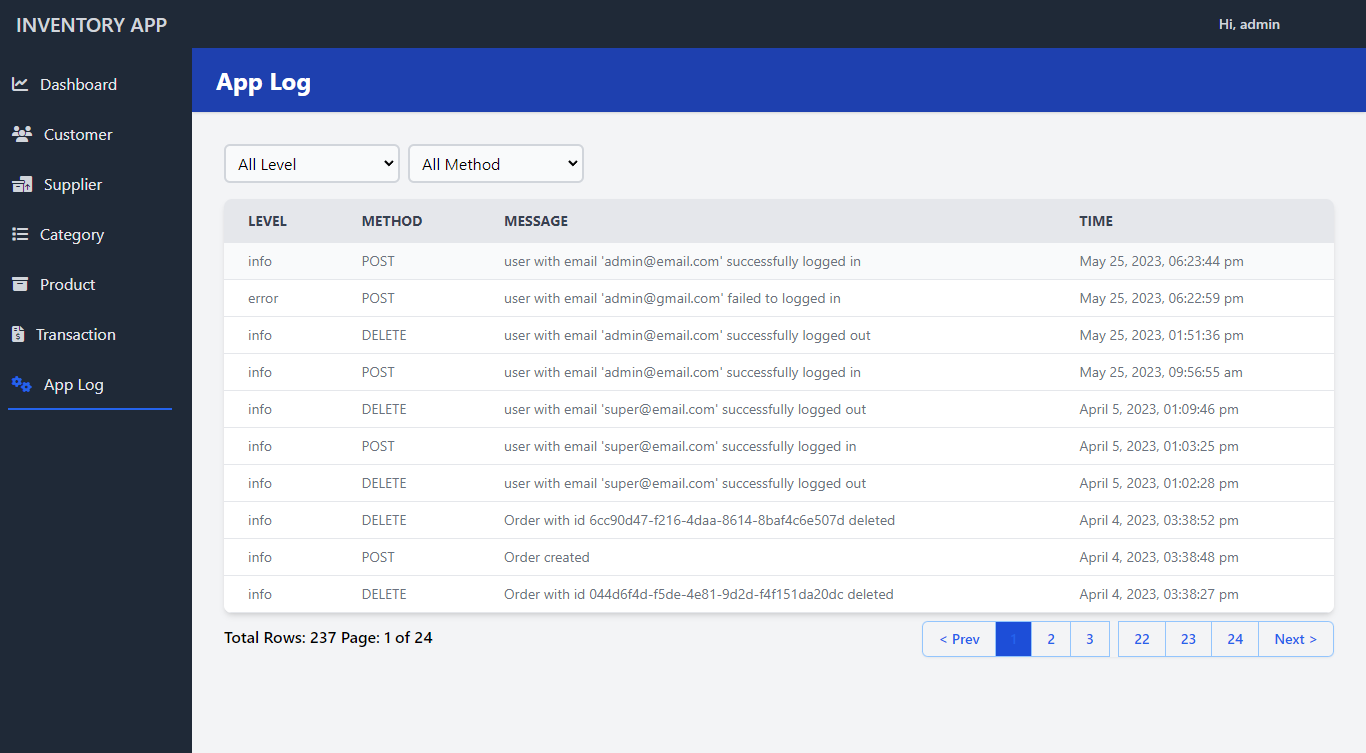 INVENTORY APP
Hi, admin
Dashboard
Customer
Supplier
Category
Product
Transaction
App Log
App Log
All Level All Method
LEVEL METHOD MESSAGE TIME
info POST user with email 'admin@email.com' successfully logged in May 25, 2023, 06:23:44 pm
error POST user with email 'admin@gmail.com' failed to logged in May 25, 2023, 06:22:59 pm
info DELETE user with email 'admin@email.com' successfully logged out May 25, 2023, 01:51:36 pm
info POST user with email 'admin@email.com' successfully logged in May 25, 2023, 09:56:55 am
info DELETE user with email 'super@email.com' successfully logged out April 5, 2023, 01:09:46 pm
info POST user with email 'super@email.com' successfully logged in April 5, 2023, 01:03:25 pm
info DELETE user with email 'super@email.com' successfully logged out April 5, 2023, 01:02:28 pm
info DELETE Order with id 6cc90d47-f216-4daa-8614-8baf4c6e507d deleted April 4, 2023, 03:38:52 pm
info POST Order created April 4, 2023, 03:38:48 pm
info DELETE Order with id 044d6f4d-f5de-4e81-9d2d-f4f151da20dc deleted April 4, 2023, 03:38:27 pm
Total Rows: 237 Page: 1 of 24
< Prev 1 2 3 22 23 24 Next >